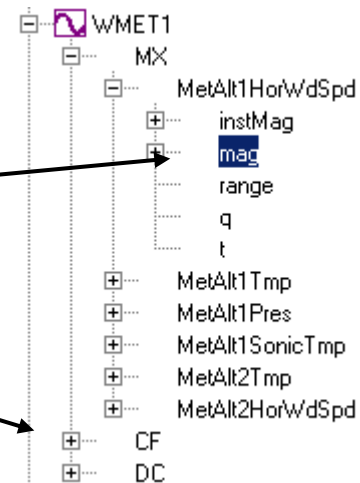 WMET1
MX
MetAlt1HorWdSpd
instMag
mag
range
q
t
MetAlt1Tmp
MetAlt1Pres
MetAlt1SonicTmp
MetAlt2Tmp
MetAlt2HorWdSpd
CF
DC